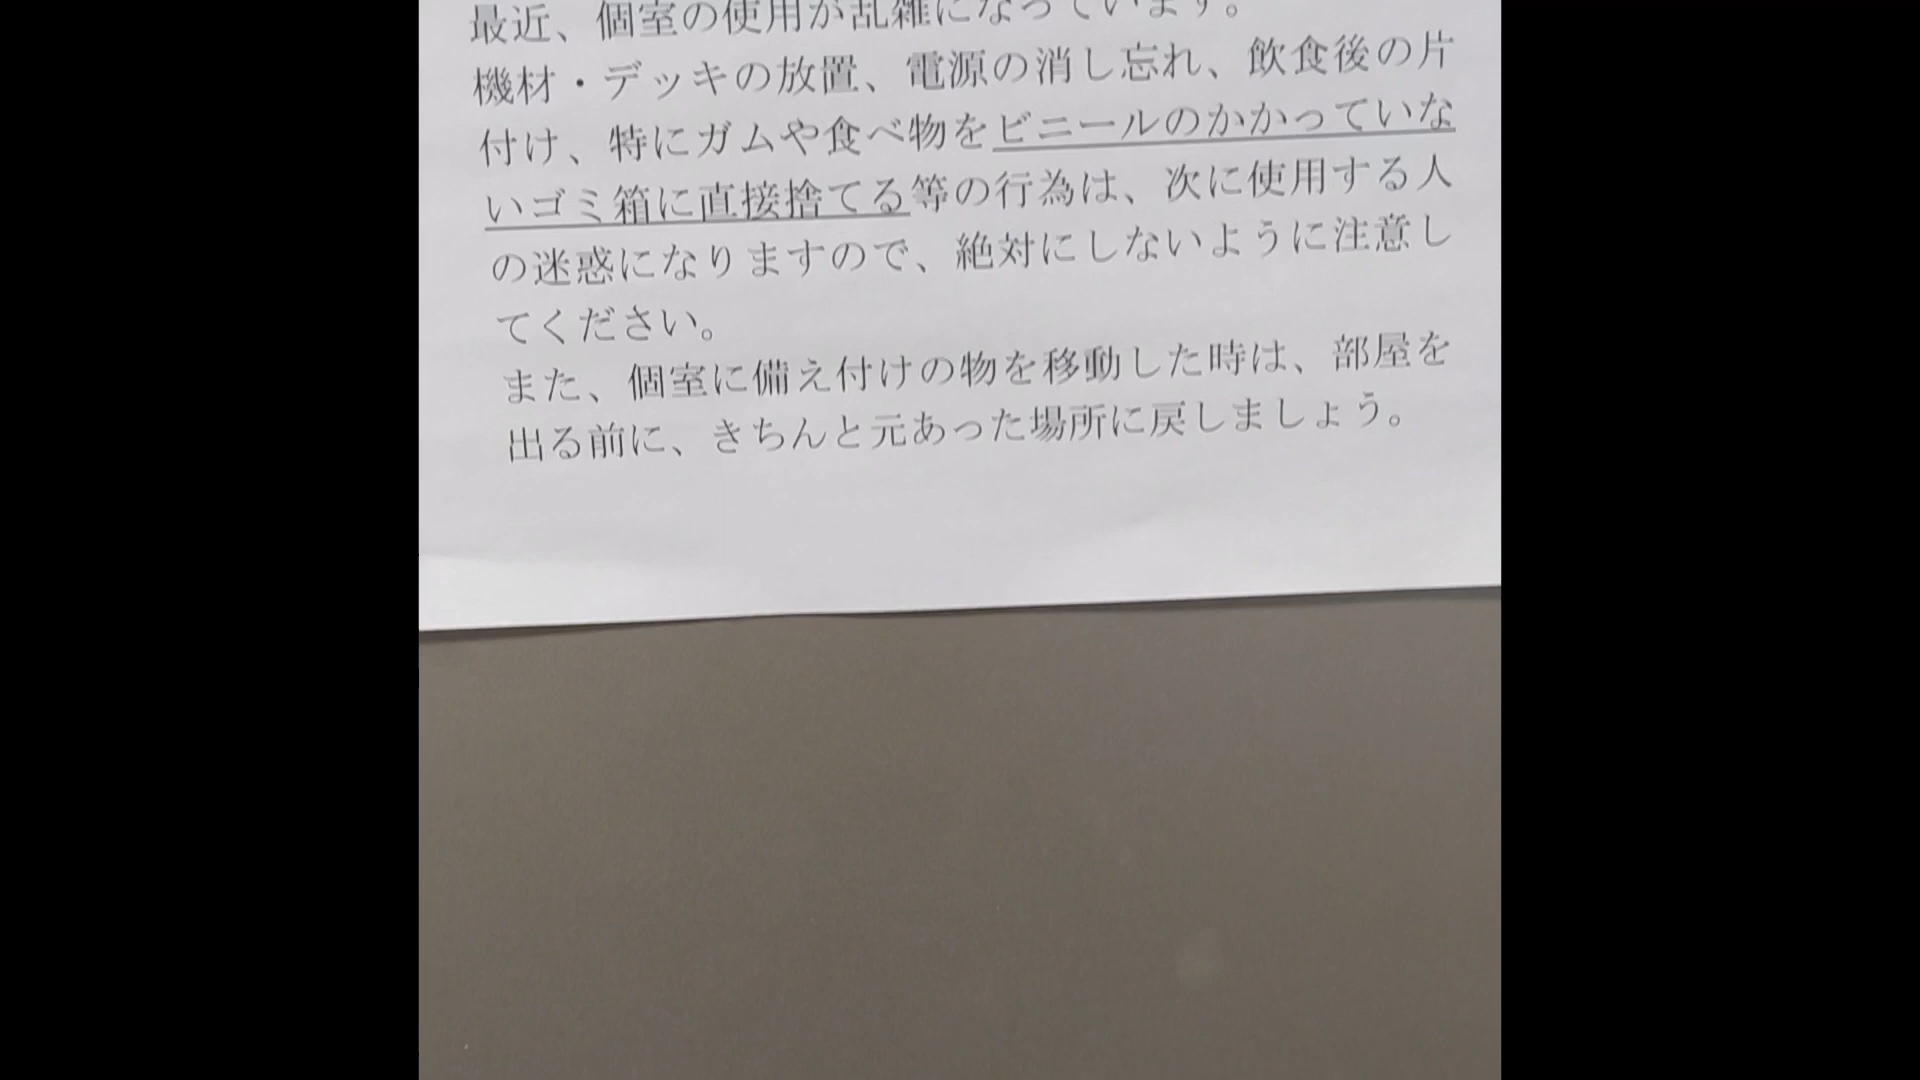 最近、個室の使用が乱雑になっています。
機材・デッキの放置、電源の消し忘れ、飲食後の片
付け、特にガムや食べ物をビニールのかかっていな
いゴミ箱に直接捨てる等の行為は、次に使用する人
の迷惑になりますので、絶対にしないように注意し
てください。
また、個室に備え付けの物を移動した時は、部屋を
出る前に、きちんと元あった場所に戻しましょう。